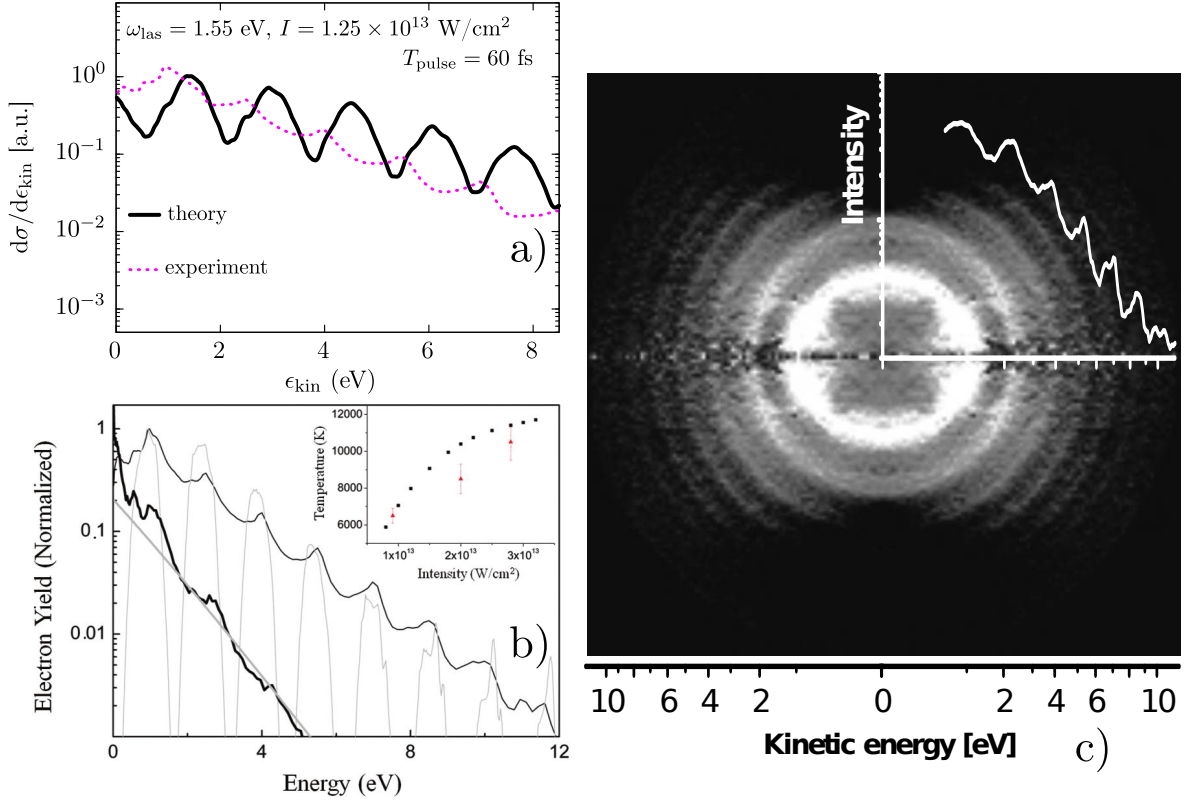 ω_las = 1.55 eV, I = 1.25 × 10^13 W/cm^2
T_pulse = 60 fs
10^0
10^-1
10^-2
10^-3
dσ/dϵ_kin [a.u.]
theory
experiment
a)
0 2 4 6 8
ϵ_kin (eV)
1
0.1
0.01
Electron Yield (Normalized)
12000
10000
8000
6000
Temperature (K)
1x10^13 2x10^13 3x10^13
Intensity (W/cm^2)
b)
0 4 8 12
Energy (eV)
Intensity
10 6 4 2 0 2 4 6 10
Kinetic energy [eV]
c)